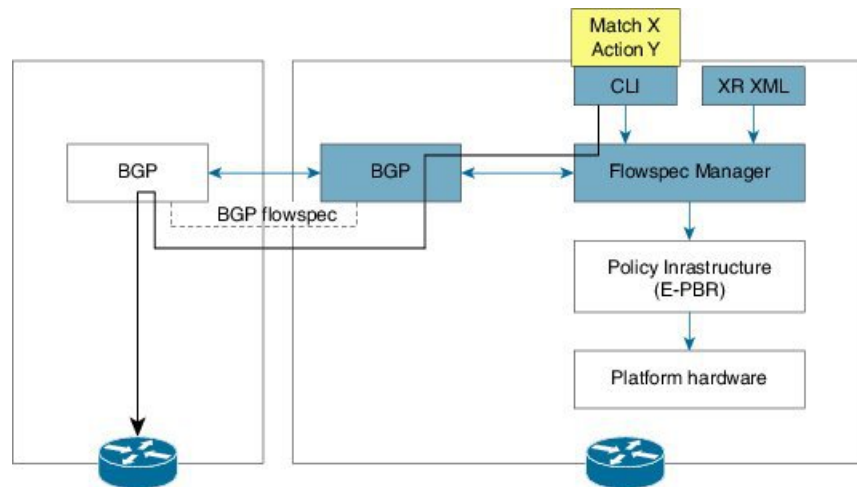 Match X
Action Y
CLI
XR XML
BGP
BGP
Flowspec Manager
BGP flowspec
Policy Inrastructure
(E-PBR)
Platform hardware